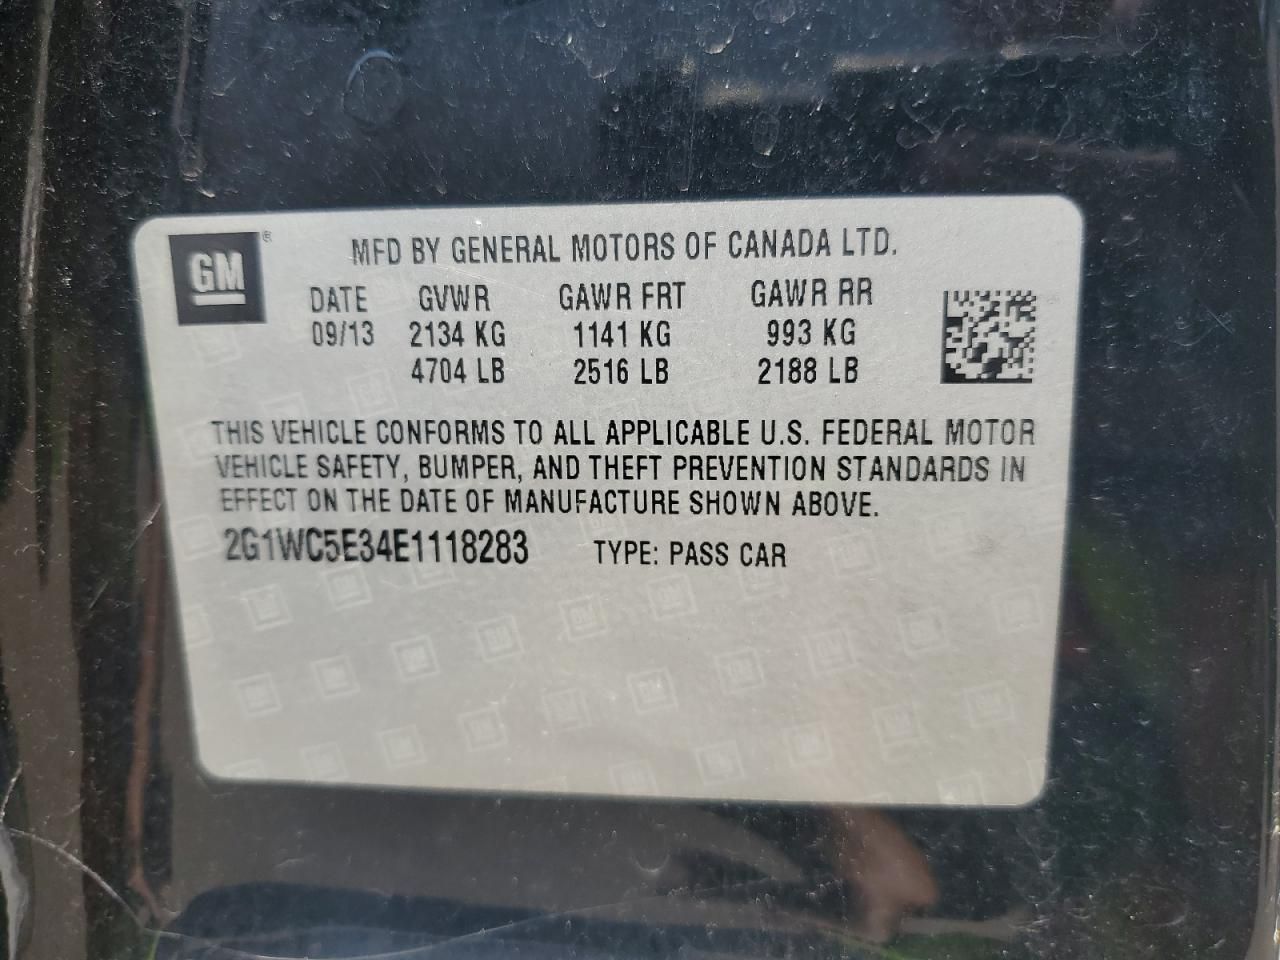 GM®
MFD BY GENERAL MOTORS OF CANADA LTD.
DATE GVWR GAWR FRT GAWR RR
09/13 2134 KG 1141 KG 993 KG
4704 LB 2516 LB 2188 LB
THIS VEHICLE CONFORMS TO ALL APPLICABLE U.S. FEDERAL MOTOR
VEHICLE SAFETY, BUMPER, AND THEFT PREVENTION STANDARDS IN
EFFECT ON THE DATE OF MANUFACTURE SHOWN ABOVE.
2G1WC5E34E1118283 TYPE: PASS CAR